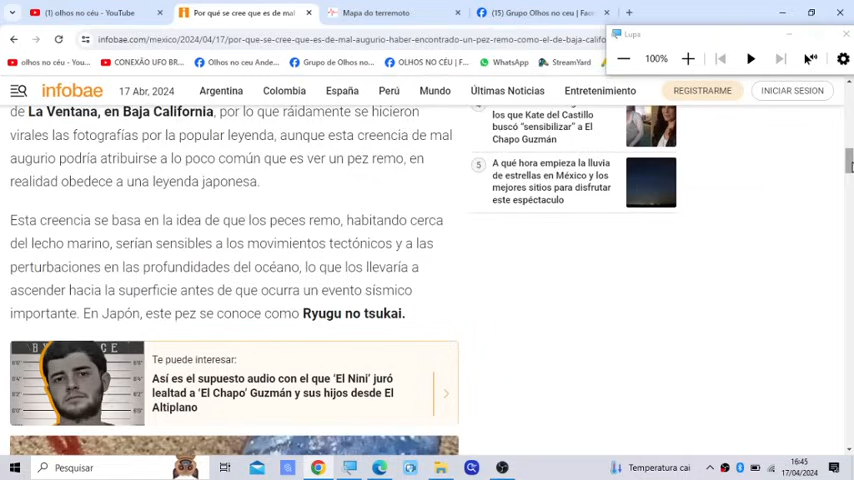 (1) olhos no céu - YouTube
Por qué se cree que es de mal
Mapa do terremoto
(15) Grupo Olhos no ceu | Fa
infobae.com/mexico/2024/04/17/por-que-se-cree-que-es-de-mal-augurio-haber-encontrado-un-pez-remo-como-el-de-baja-califo
Lupa
100%
olhos no céu - You...
CONEXÃO UFO BR...
Olhos no ceu Ande...
Grupo de Olhos no...
OLHOS NO CÉU | F...
WhatsApp
StreamYard
infobae
17 Abr, 2024
Argentina
Colombia
España
Perú
Mundo
Últimas Noticias
Entretenimiento
REGISTRARME
INICIAR SESION
de La Ventana, en Baja California, por lo que ráidamente se hicieron
virales las fotografías por la popular leyenda, aunque esta creencia de mal
augurio podría atribuirse a lo poco común que es ver un pez remo, en
realidad obedece a una leyenda japonesa.
Esta creencia se basa en la idea de que los peces remo, habitando cerca
del lecho marino, serían sensibles a los movimientos tectónicos y a las
perturbaciones en las profundidades del océano, lo que los llevaría a
ascender hacia la superficie antes de que ocurra un evento sísmico
importante. En Japón, este pez se conoce como Ryugu no tsukai.
Te puede interesar:
Así es el supuesto audio con el que 'El Nini' juró
lealtad a 'El Chapo' Guzmán y sus hijos desde El
Altiplano
los que Kate del Castillo
buscó "sensibilizar" a El
Chapo Guzmán
5
A qué hora empieza la lluvia
de estrellas en México y los
mejores sitios para disfrutar
este espéctaculo
Pesquisar
Temperatura cai
16:45
17/04/2024